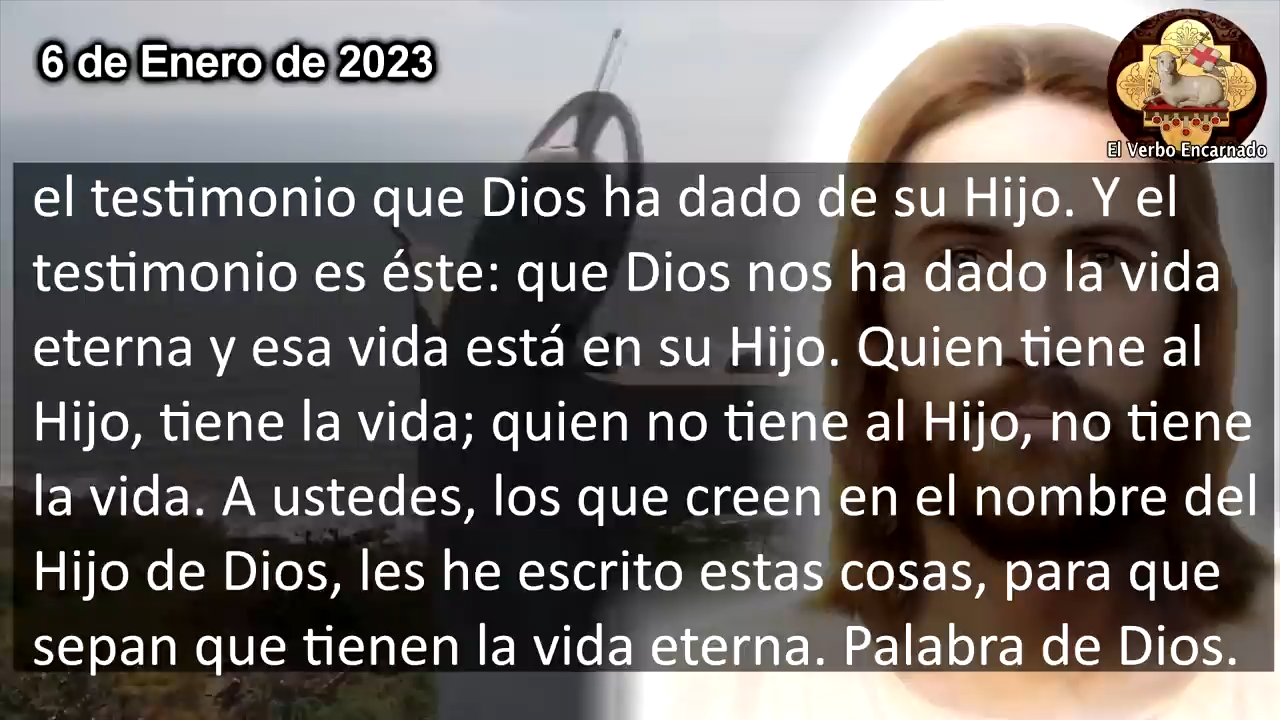 6 de Enero de 2023
El Verbo Encarnado
el testimonio que Dios ha dado de su Hijo. Y el
testimonio es éste: que Dios nos ha dado la vida
eterna y esa vida está en su Hijo. Quien tiene al
Hijo, tiene la vida; quien no tiene al Hijo, no tiene
la vida. A ustedes, los que creen en el nombre del
Hijo de Dios, les he escrito estas cosas, para que
sepan que tienen la vida eterna. Palabra de Dios.